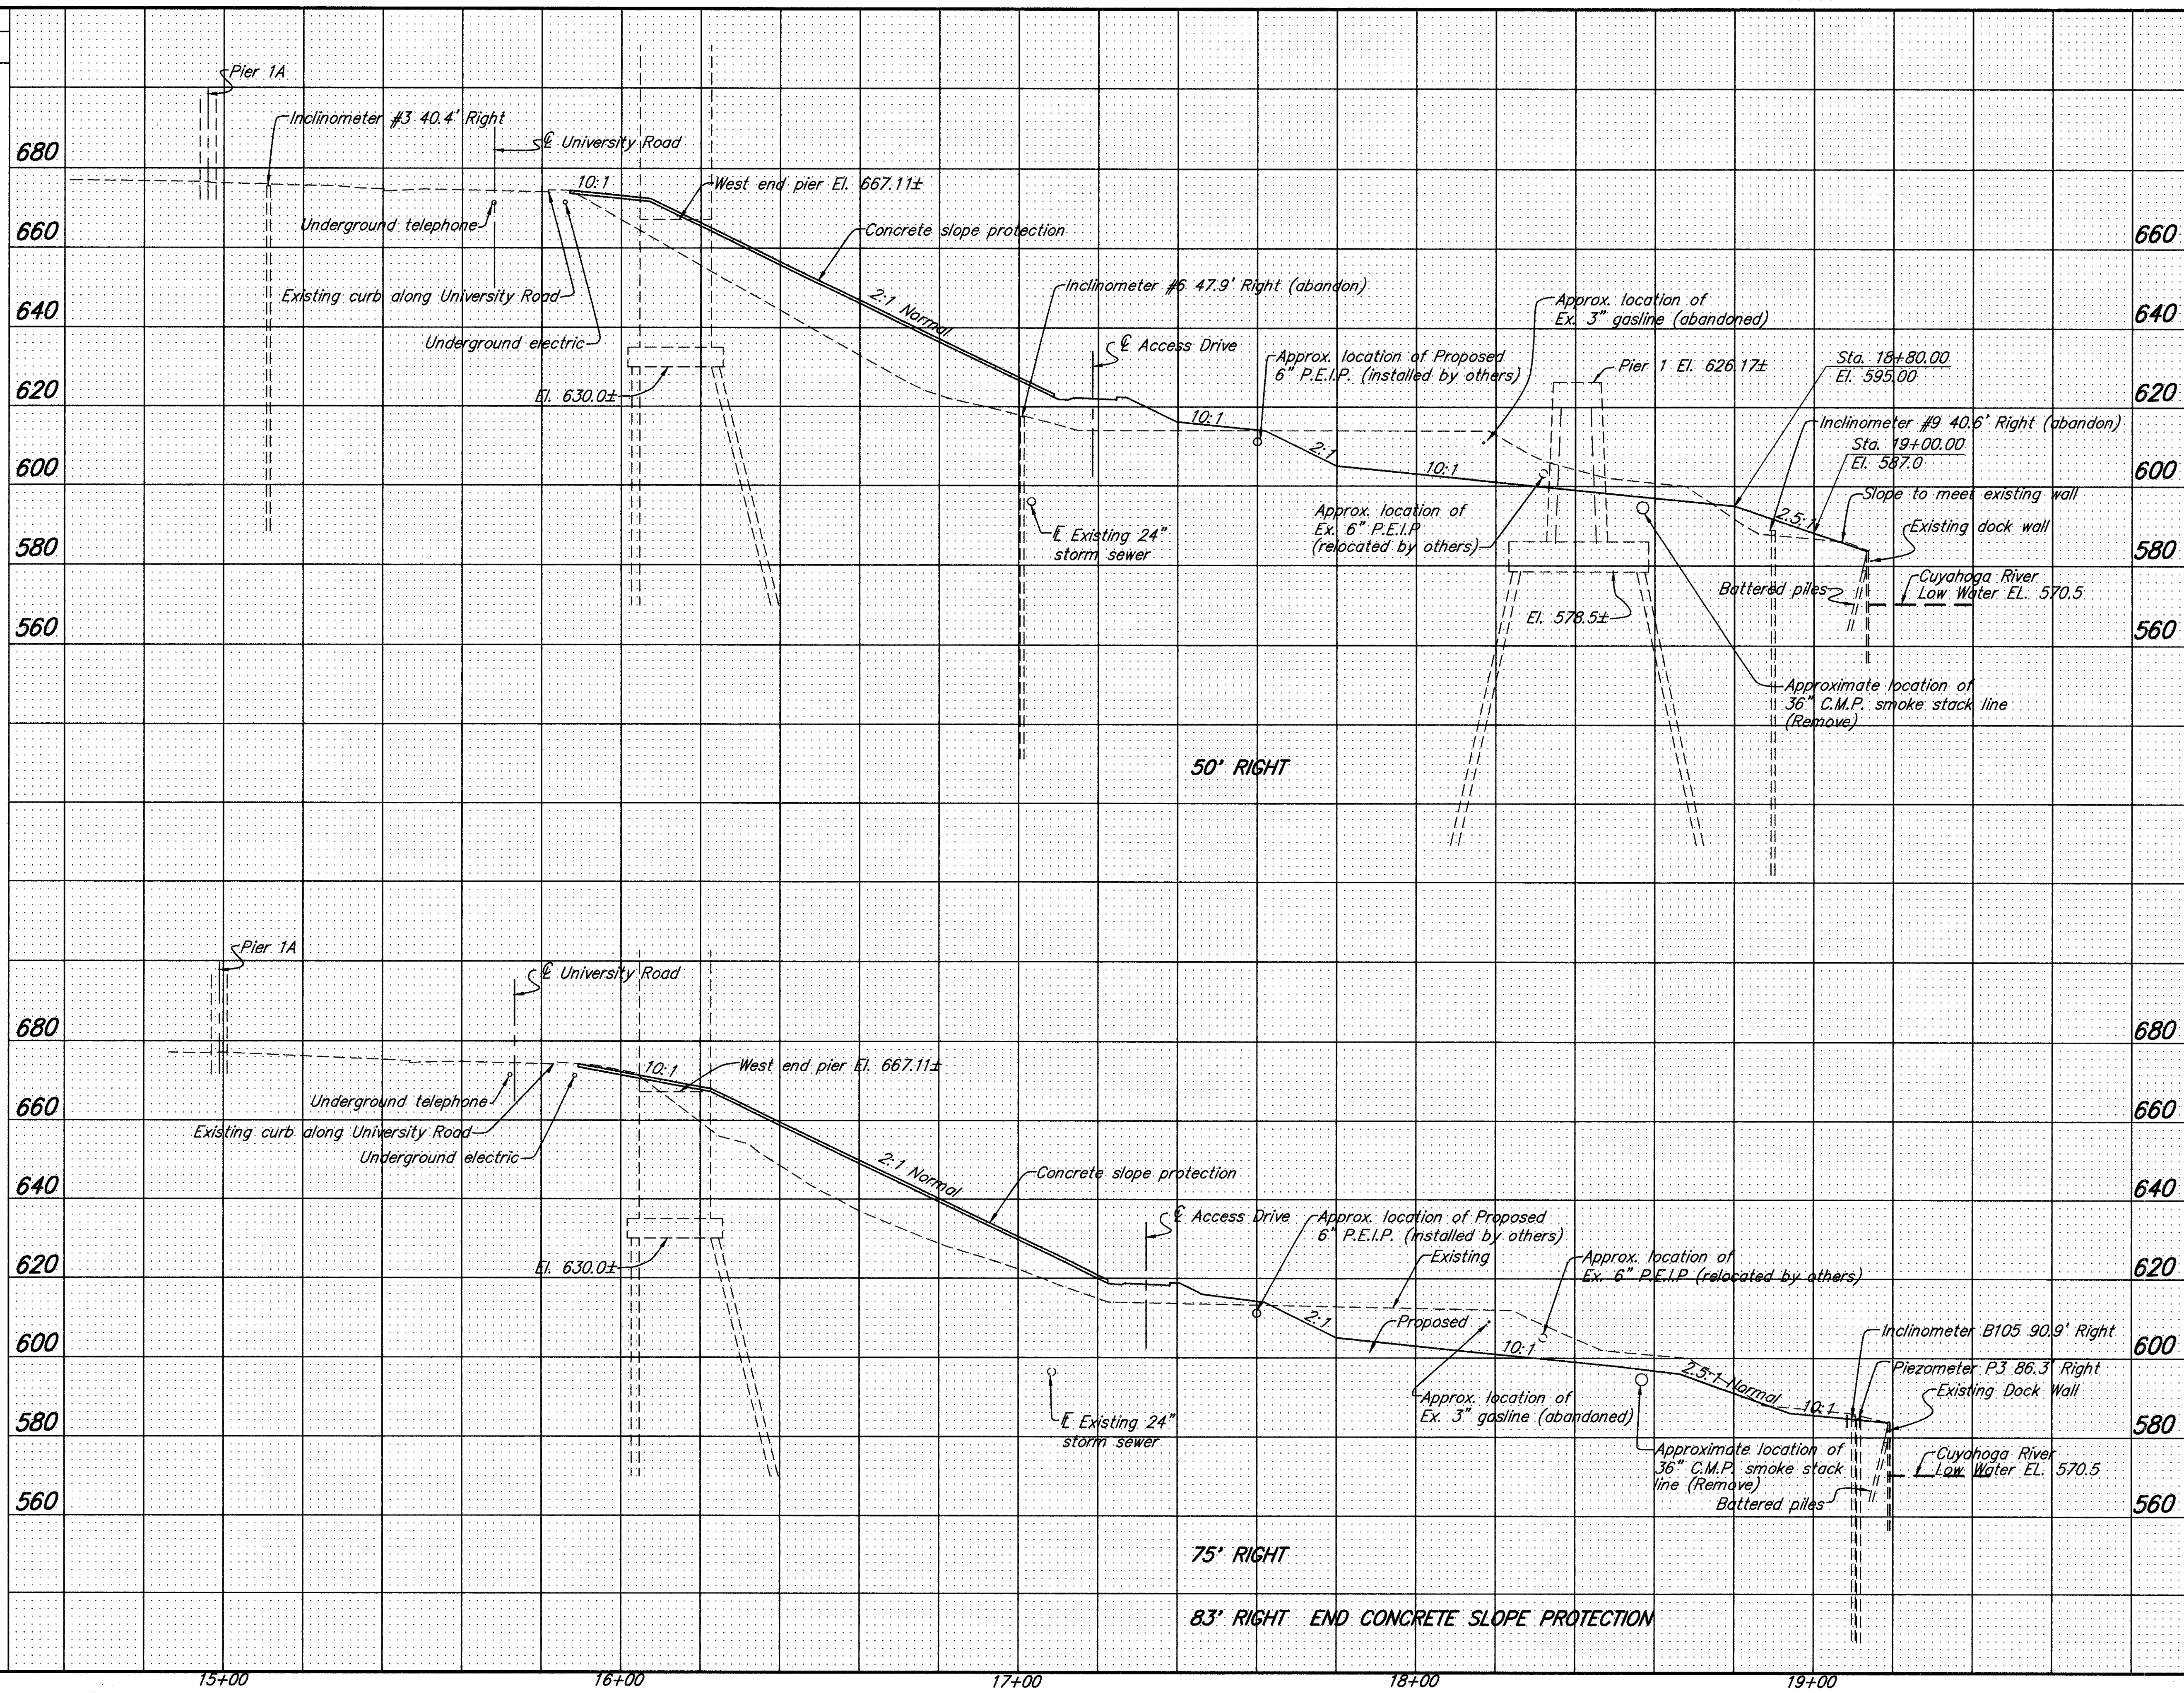 Pier 1A
Inclinometer #3 40.4' Right
℄ University Road
680
10:1
West end pier El. 667.11±
Underground telephone
Concrete slope protection
660
660
Existing curb along University Road
2:1 Normal
Inclinometer #6 47.9' Right (abandon)
Approx. location of
Ex. 3" gasline (abandoned)
640
640
Underground electric
℄ Access Drive
Approx. location of Proposed
6" P.E.I.P. (installed by others)
Pier 1 El. 626.17±
Sta. 18+80.00
El. 595.00
620
620
El. 630.0±
10:1
Inclinometer #9 40.6' Right (abandon)
Sta. 19+00.00
El. 587.0
2:1
10:1
600
600
Slope to meet existing wall
2.5:1
Approx. location of
Ex. 6" P.E.I.P
(relocated by others)
Existing dock wall
℄ Existing 24"
storm sewer
580
580
Battered piles
Cuyahoga River
Low Water EL. 570.5
El. 578.5±
560
560
Approximate location of
36" C.M.P. smoke stack line
(Remove)
50' RIGHT
Pier 1A
℄ University Road
680
680
10:1
West end pier El. 667.11±
Underground telephone
660
660
Existing curb along University Road
Underground electric
2:1 Normal
Concrete slope protection
640
640
℄ Access Drive
Approx. location of Proposed
6" P.E.I.P. (installed by others)
Existing
Approx. location of
Ex. 6" P.E.I.P (relocated by others)
620
620
El. 630.0±
2:1
Proposed
10:1
Inclinometer B105 90.9' Right
600
600
Piezometer P3 86.3' Right
2.5:1 Normal
Existing Dock Wall
10:1
Approx. location of
Ex. 3" gasline (abandoned)
℄ Existing 24"
storm sewer
580
580
Approximate location of
36" C.M.P. smoke stack
line (Remove)
Cuyahoga River
Low Water EL. 570.5
Battered piles
560
560
75' RIGHT
83' RIGHT END CONCRETE SLOPE PROTECTION
15+00
16+00
17+00
18+00
19+00